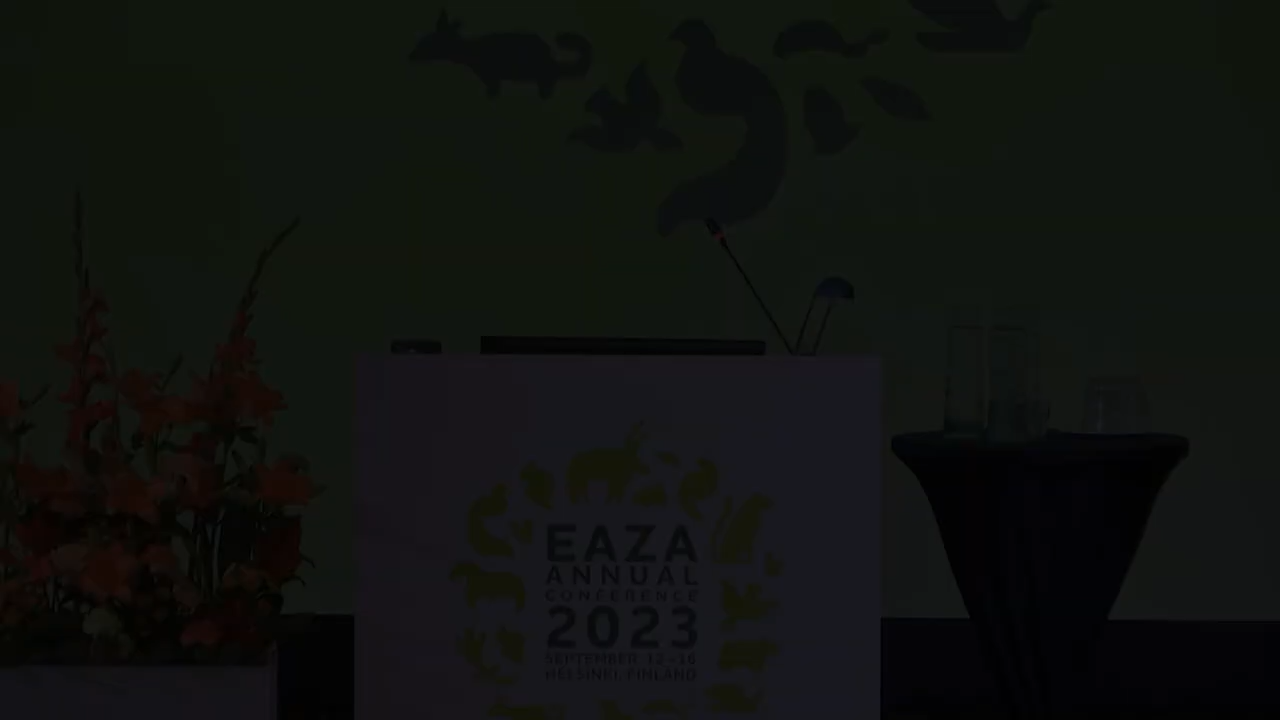 EAZA
ANNUAL
CONFERENCE
2023
SEPTEMBER 12-16
HELSINKI, FINLAND